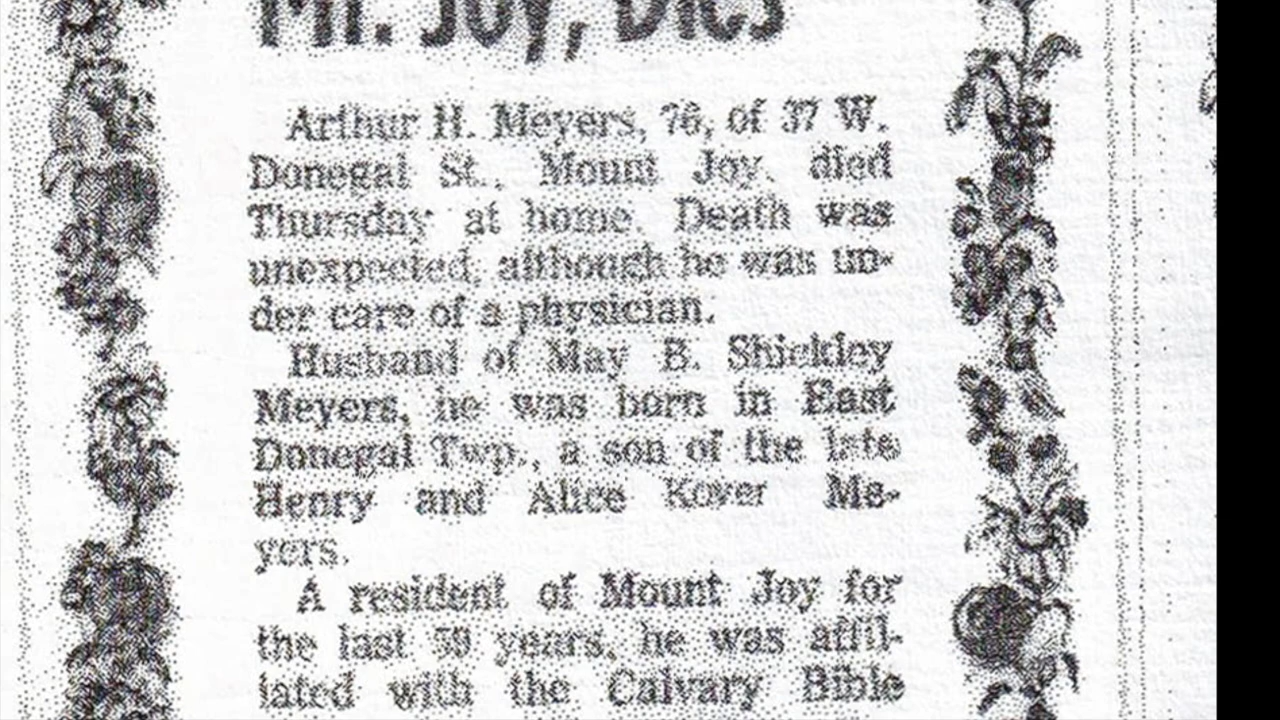 Mt. Joy, Dies
Arthur H. Meyers, 76, of 37 W.
Donegal St., Mount Joy, died
Thursday at home. Death was
unexpected, although he was un-
der care of a physician.
Husband of May B. Shickley
Meyers, he was born in East
Donegal Twp., a son of the late
Henry and Alice Kover Me-
yers.
A resident of Mount Joy for
the last 59 years, he was affil-
iated with the Calvary Bible